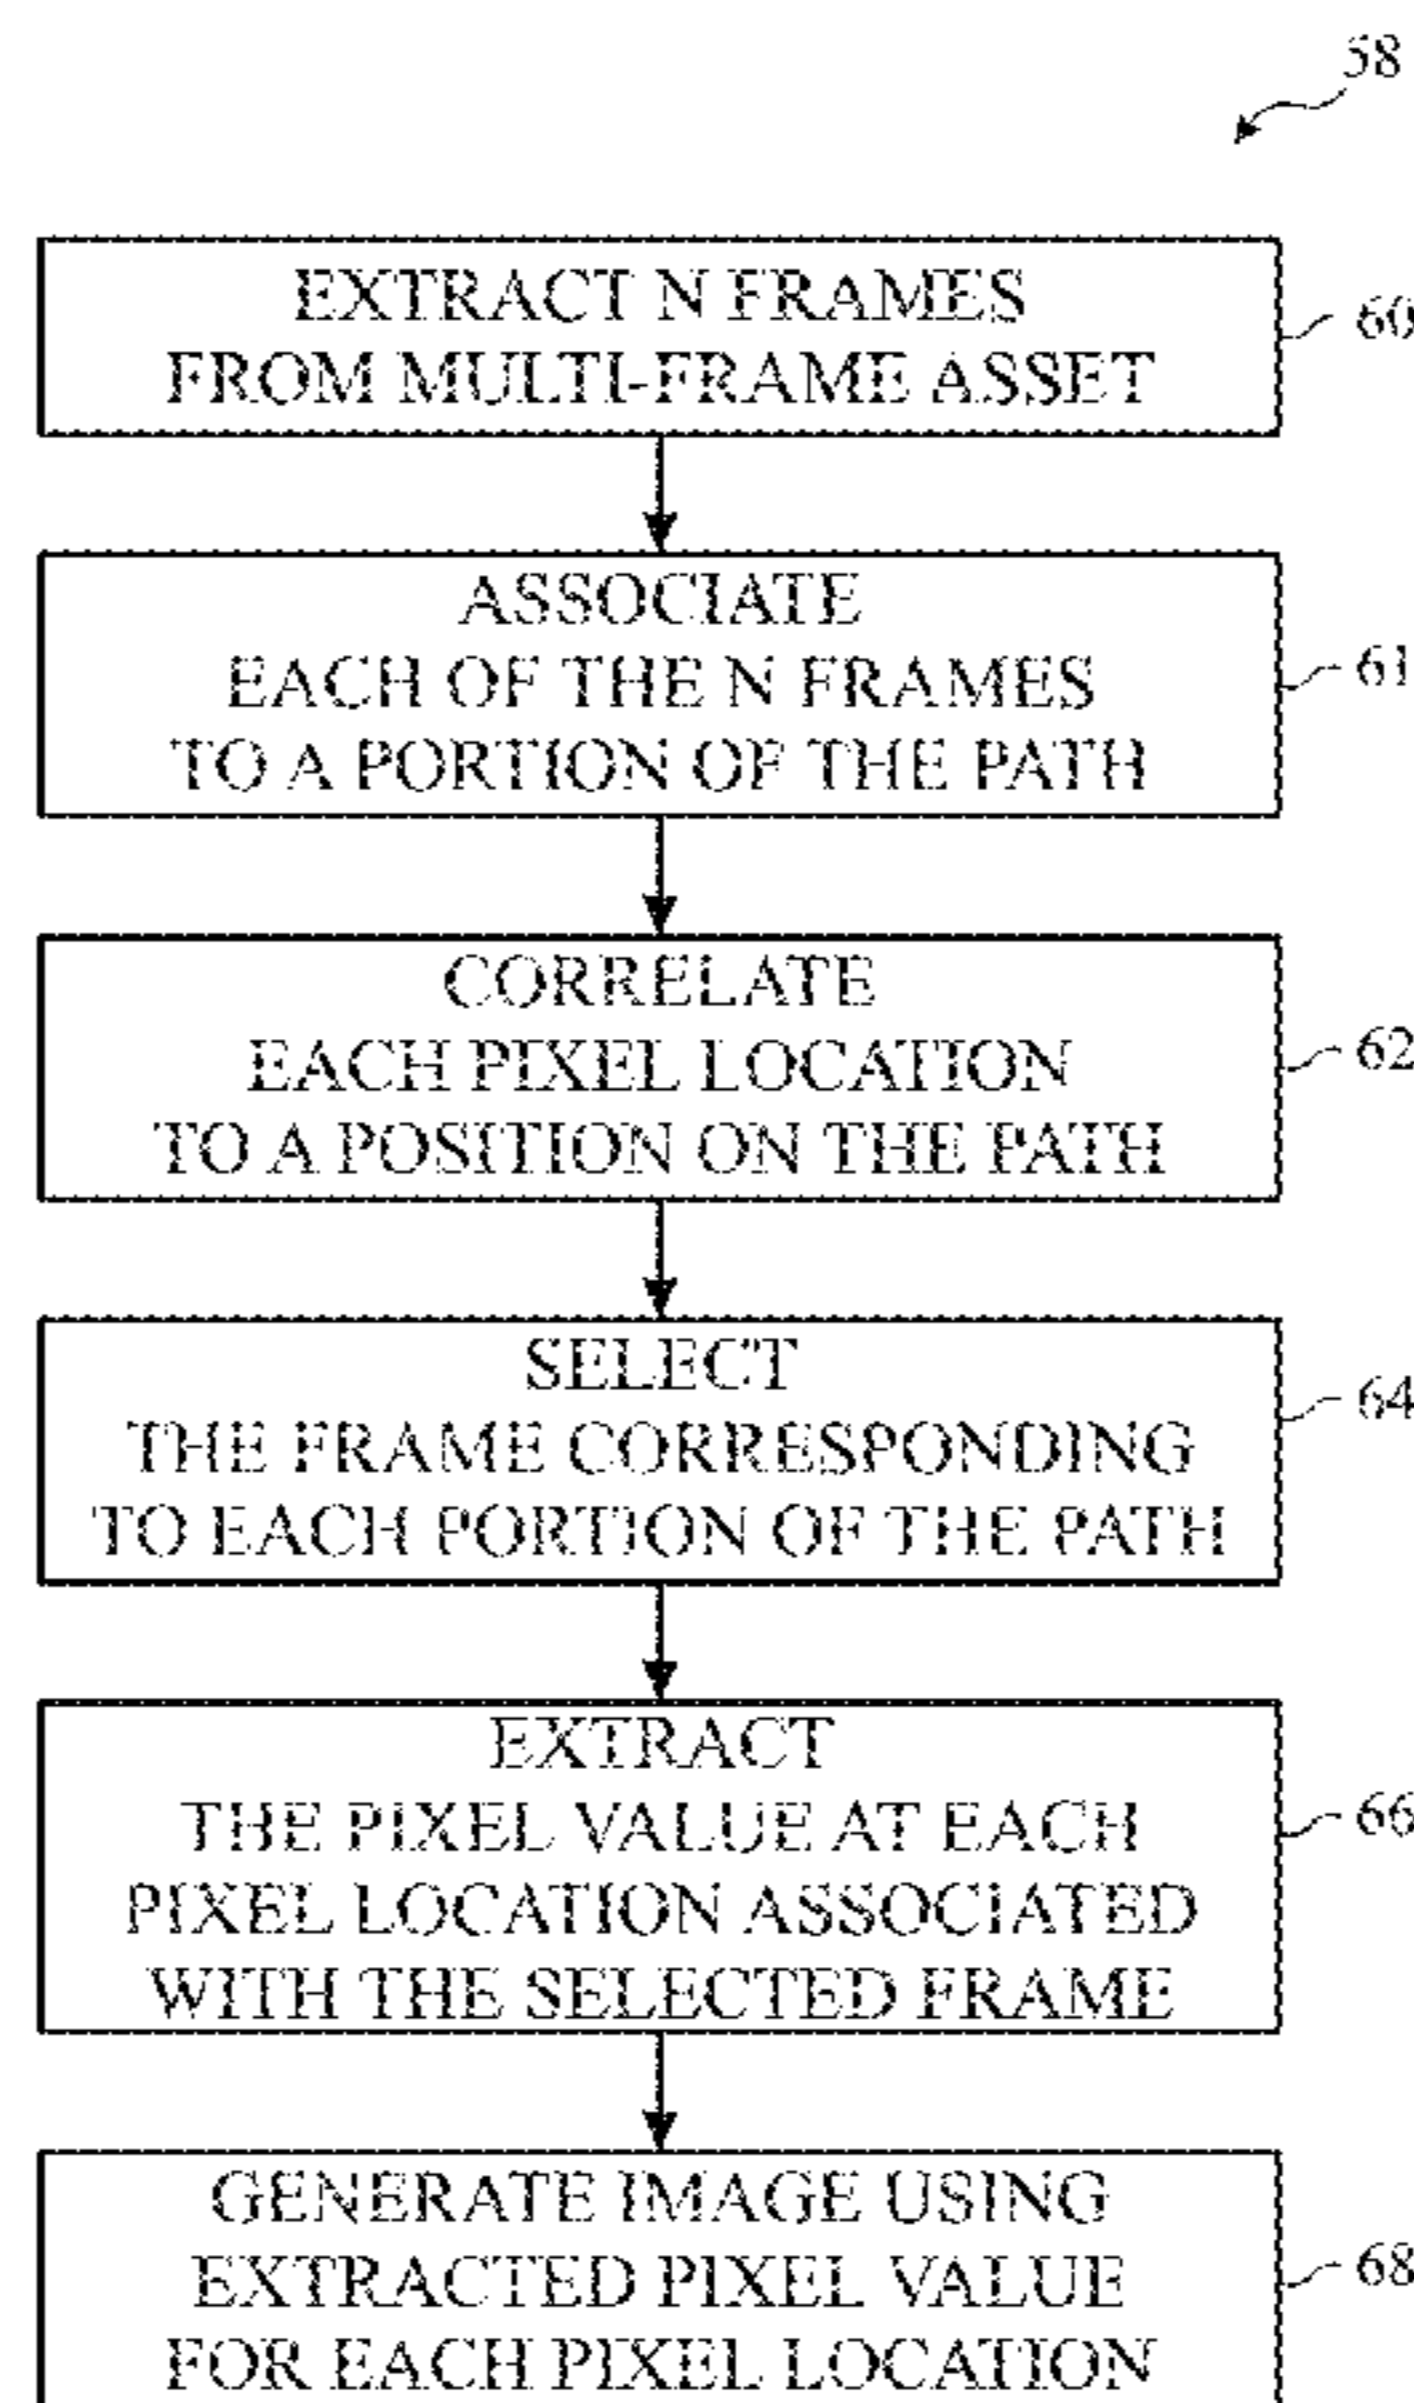 58
EXTRACT N FRAMES
FROM MULTI-FRAME ASSET
60
ASSOCIATE
EACH OF THE N FRAMES
TO A PORTION OF THE PATH
61
CORRELATE
EACH PIXEL LOCATION
TO A POSITION ON THE PATH
62
SELECT
THE FRAME CORRESPONDING
TO EACH PORTION OF THE PATH
64
EXTRACT
THE PIXEL VALUE AT EACH
PIXEL LOCATION ASSOCIATED
WITH THE SELECTED FRAME
66
GENERATE IMAGE USING
EXTRACTED PIXEL VALUE
FOR EACH PIXEL LOCATION
68